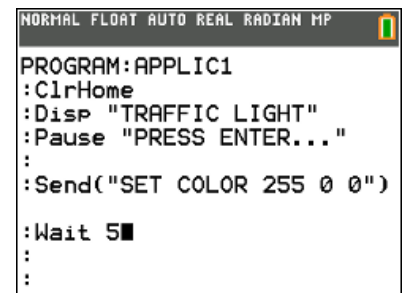 NORMAL FLOAT AUTO REAL RADIAN MP
PROGRAM:APPLIC1
:ClrHome
:Disp "TRAFFIC LIGHT"
:Pause "PRESS ENTER..."
:
:Send("SET COLOR 255 0 0")
:Wait 5
:
: